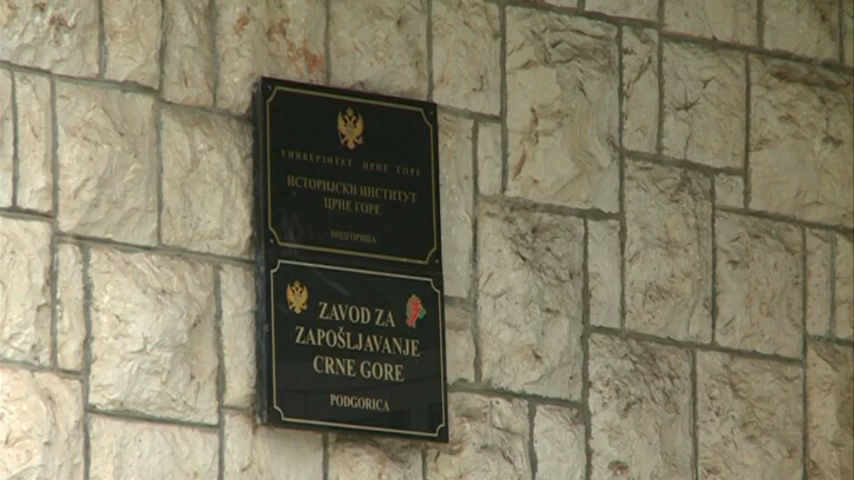 УНИВЕРЗИТЕТ ЦРНЕ ГОРЕ
ИСТОРИЈСКИ ИНСТИТУТ
ЦРНЕ ГОРЕ
ПОДГОРИЦА
ZAVOD ZA
ZAPOŠLJAVANJE
CRNE GORE
PODGORICA